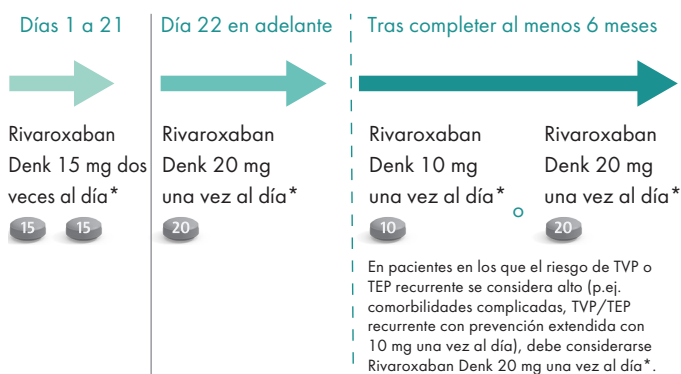 Días 1 a 21
Rivaroxaban
Denk 15 mg dos
veces al día*
15 15
Día 22 en adelante
Rivaroxaban
Denk 20 mg
una vez al día*
20
Tras completer al menos 6 meses
Rivaroxaban
Denk 10 mg
una vez al día*
10
o
Rivaroxaban
Denk 20 mg
una vez al día*
20
En pacientes en los que el riesgo de TVP o
TEP recurrente se considera alto (p.ej.
comorbilidades complicadas, TVP/TEP
recurrente con prevención extendida con
10 mg una vez al día), debe considerarse
Rivaroxaban Denk 20 mg una vez al día*.